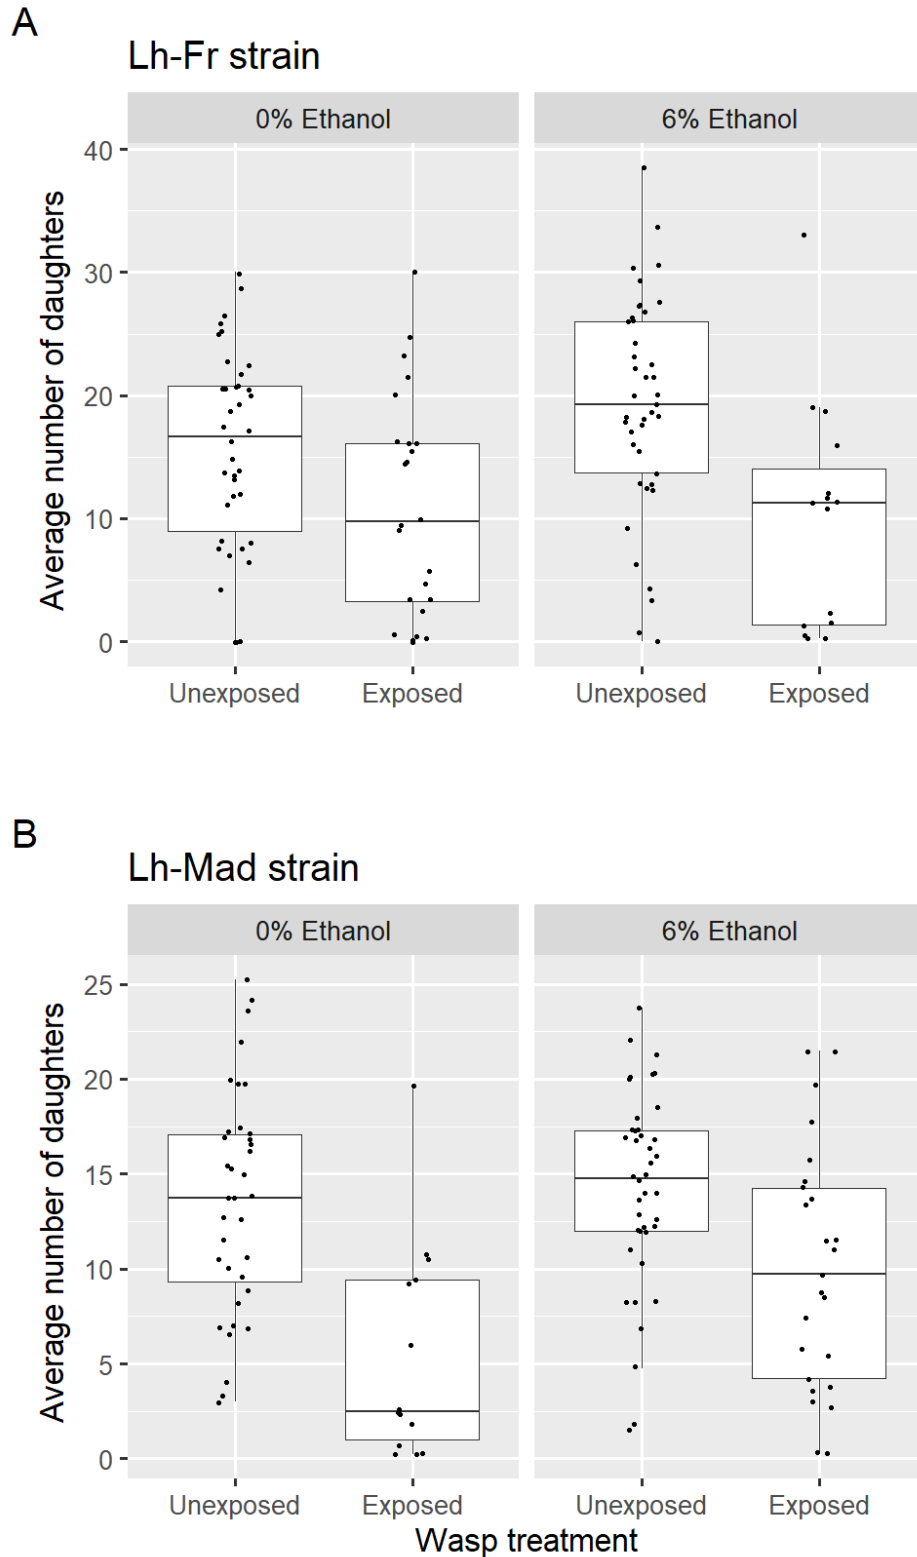 A
Lh-Fr strain
0% Ethanol
6% Ethanol
Average number of daughters
40
30
20
10
0
Unexposed
Exposed
Unexposed
Exposed
B
Lh-Mad strain
0% Ethanol
6% Ethanol
Average number of daughters
25
20
15
10
5
0
Unexposed
Exposed
Unexposed
Exposed
Wasp treatment